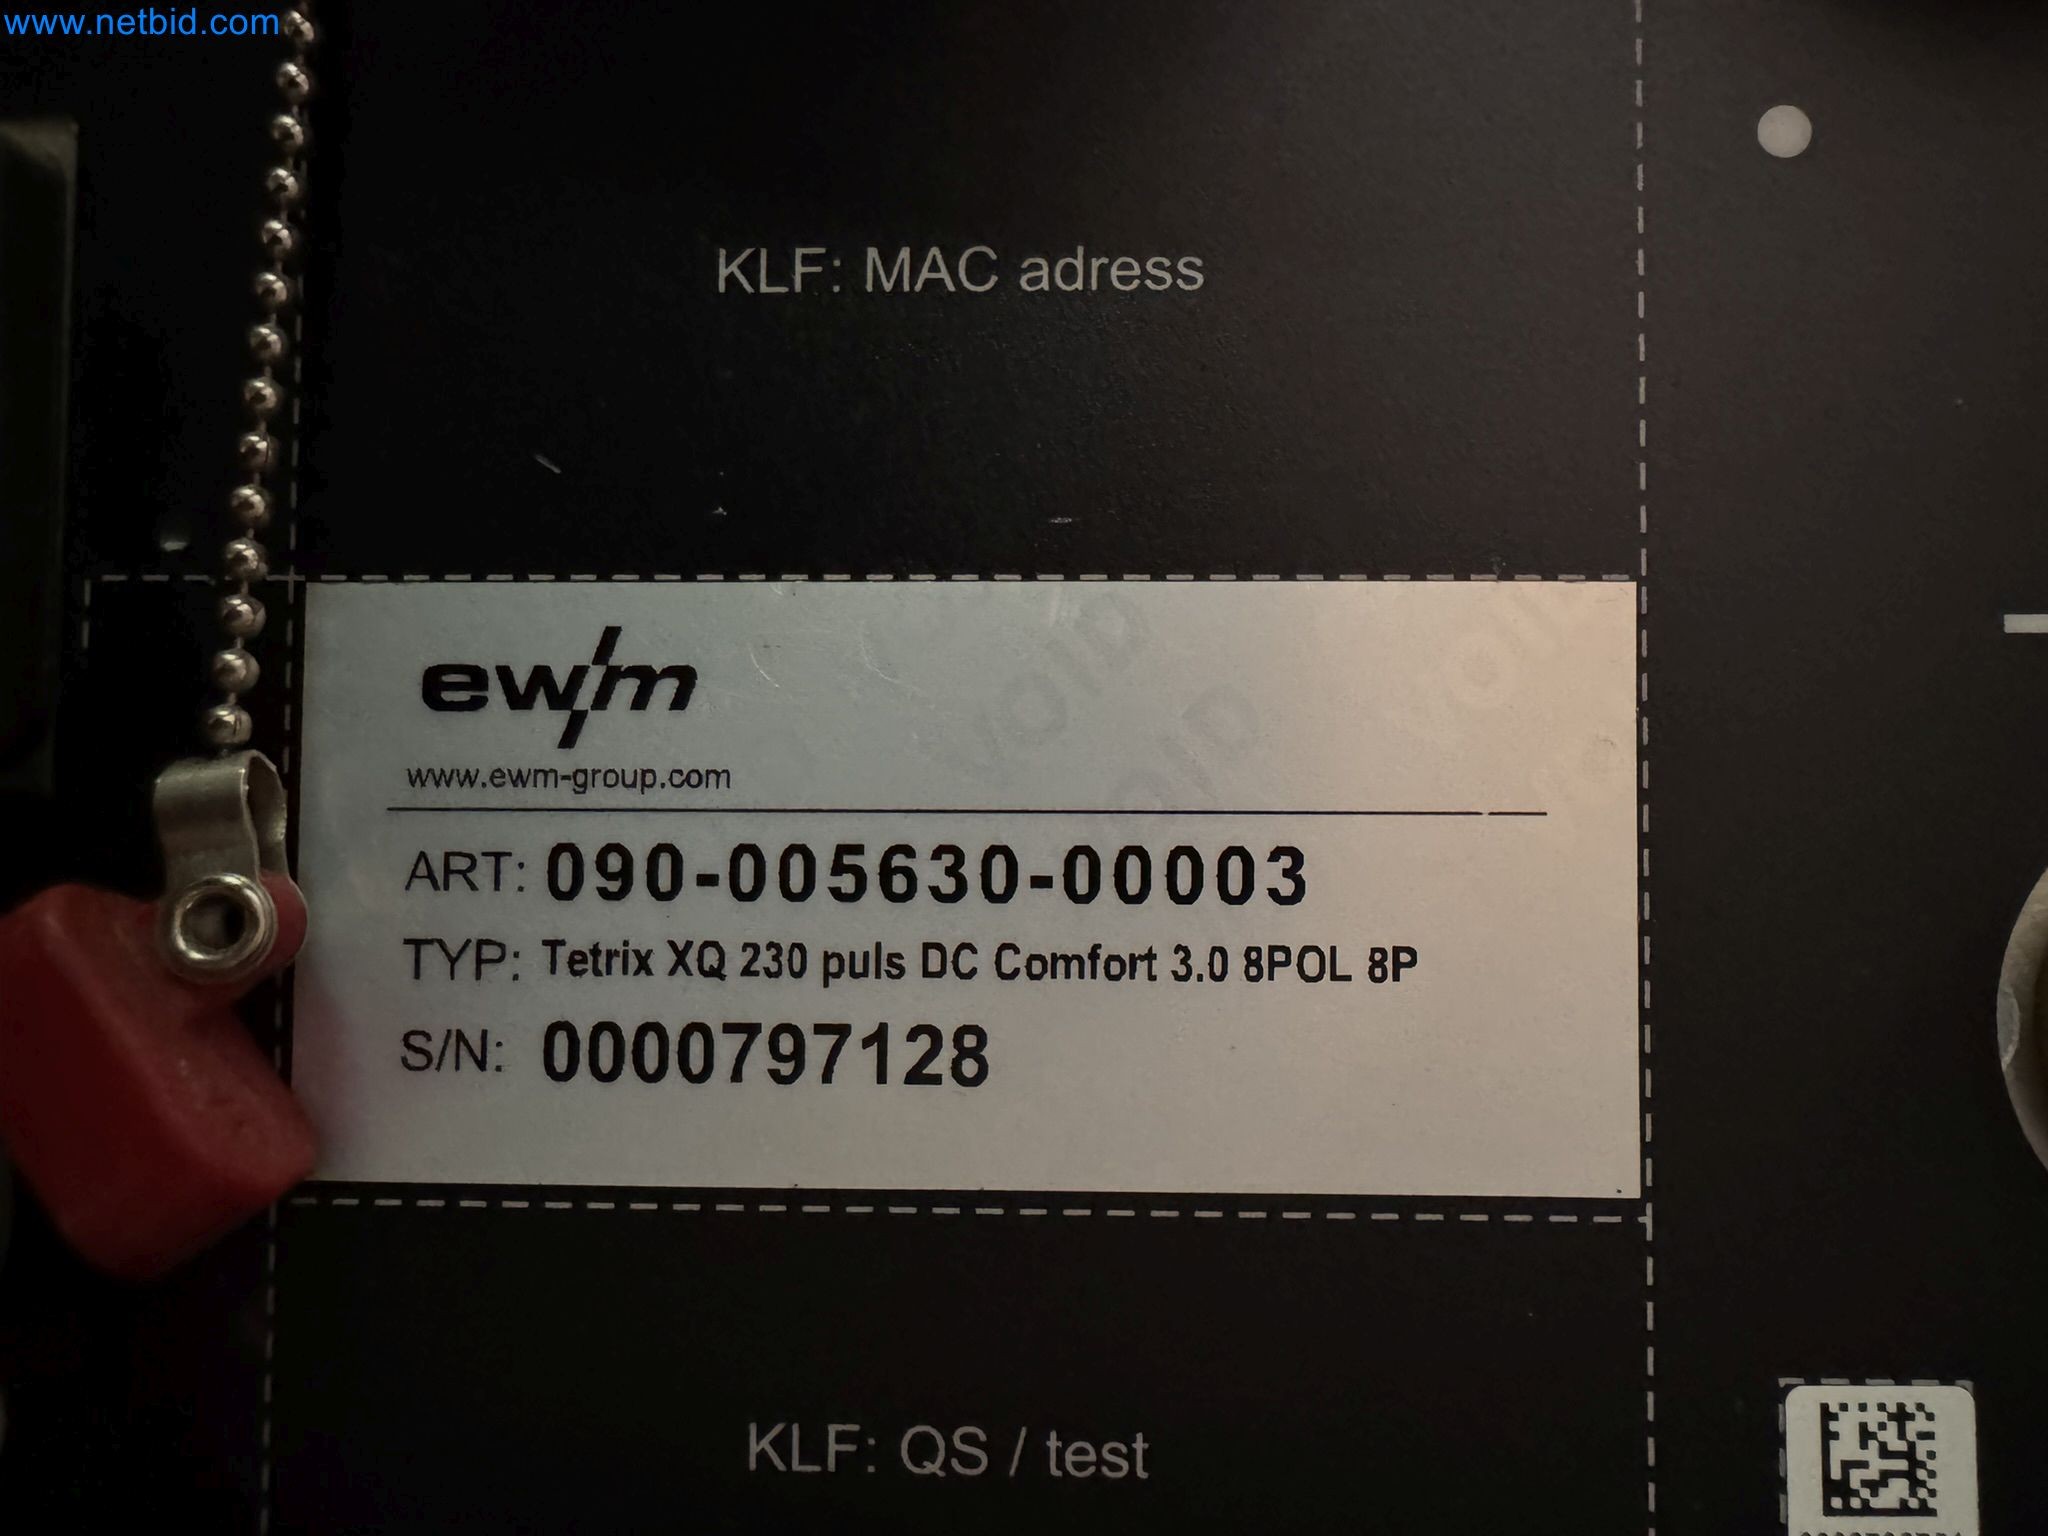 www.netbid.com
KLF: MAC adress
ewm
www.ewm-group.com
ART: 090-005630-00003
TYP: Tetrix XQ 230 puls DC Comfort 3.0 8POL 8P
S/N: 0000797128
KLF: QS / test